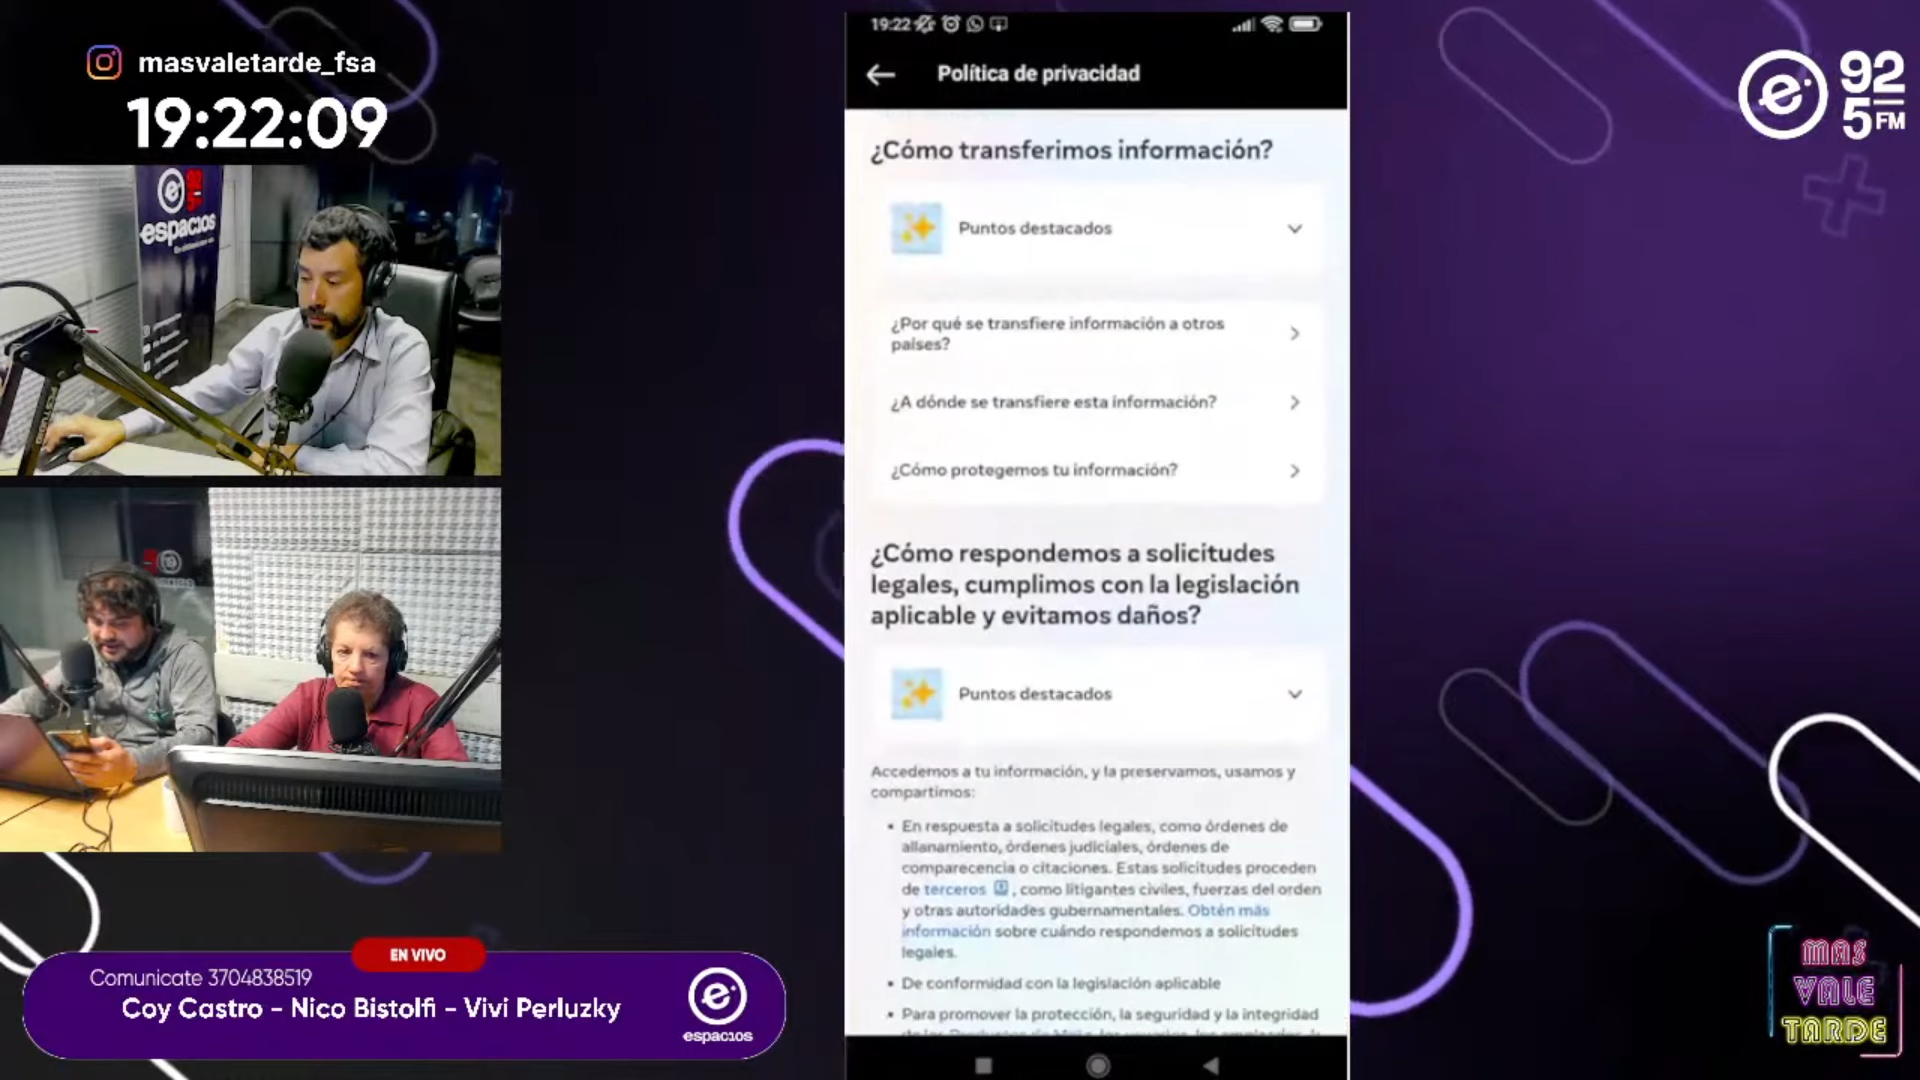 masvaletarde_fsa
19:22:09
espacios
EN VIVO
Comunicate 3704838519
Coy Castro - Nico Bistolfi - Vivi Perluzky
espacios
19:22
Política de privacidad
¿Cómo transferimos información?
Puntos destacados
¿Por qué se transfiere información a otros
países?
¿A dónde se transfiere esta información?
¿Cómo protegemos tu información?
¿Cómo respondemos a solicitudes
legales, cumplimos con la legislación
aplicable y evitamos daños?
Puntos destacados
Accedemos a tu información, y la preservamos, usamos y
compartimos:
• En respuesta a solicitudes legales, como órdenes de
allanamiento, órdenes judiciales, órdenes de
comparecencia o citaciones. Estas solicitudes proceden
de terceros, como litigantes civiles, fuerzas del orden
y otras autoridades gubernamentales. Obtén más
información sobre cuándo respondemos a solicitudes
legales.
• De conformidad con la legislación aplicable
• Para promover la protección, la seguridad y la integridad
e 92
5 FM
MAS
VALE
TARDE